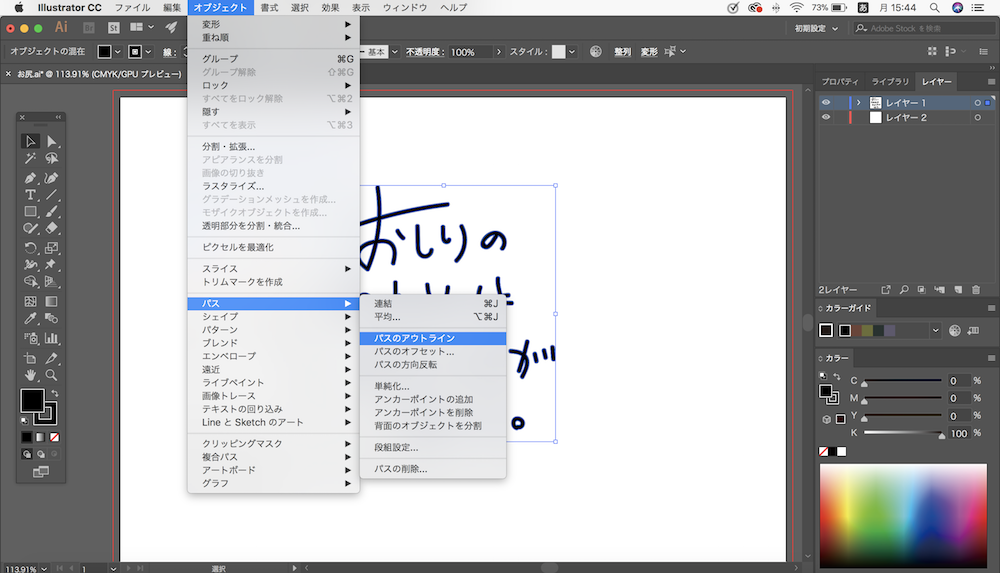 Illustrator CC ファイル 編集 オブジェクト 書式 選択 効果 表示 ウィンドウ ヘルプ 73% あ 月 15:44
Ai Br St 初期設定 Adobe Stock を検索
オブジェクトの混在 線: 基本 不透明度: 100% スタイル: 整列 変形
お尻.ai* @ 113.91% (CMYK/GPU プレビュー)
変形
重ね順
グループ ⌘G
グループ解除 ⇧⌘G
ロック
すべてをロック解除 ⌥⌘2
隠す
すべてを表示 ⌥⌘3
分割・拡張...
アピアランスを分割
画像の切り抜き
ラスタライズ...
グラデーションメッシュを作成...
モザイクオブジェクトを作成...
透明部分を分割・統合...
ピクセルを最適化
スライス
トリムマークを作成
パス
シェイプ
パターン
ブレンド
エンベロープ
遠近
ライブペイント
画像トレース
テキストの回り込み
Line と Sketch のアート
クリッピングマスク
複合パス
アートボード
グラフ
連結 ⌘J
平均... ⌥⌘J
パスのアウトライン
パスのオフセット...
パスの方向反転
単純化...
アンカーポイントの追加
アンカーポイントを削除
背面のオブジェクトを分割
段組設定...
パスの削除...
おしりの
が
。
プロパティ ライブラリ レイヤー
レイヤー 1
レイヤー 2
2レイヤー
カラーガイド
カラー
C 0 %
M 0 %
Y 0 %
K 100 %
113.91% 1 選択